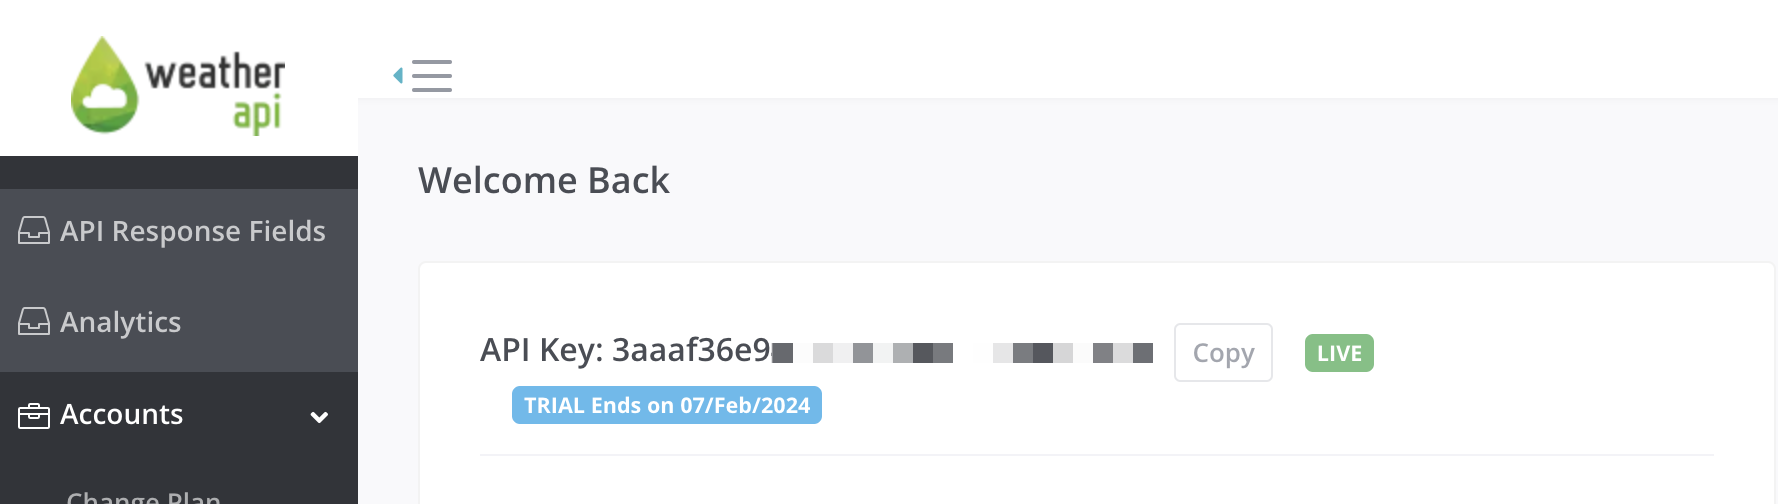 weather
api
API Response Fields
Analytics
Accounts
Change Plan
Welcome Back
API Key: 3aaaf36e9
Copy
LIVE
TRIAL Ends on 07/Feb/2024